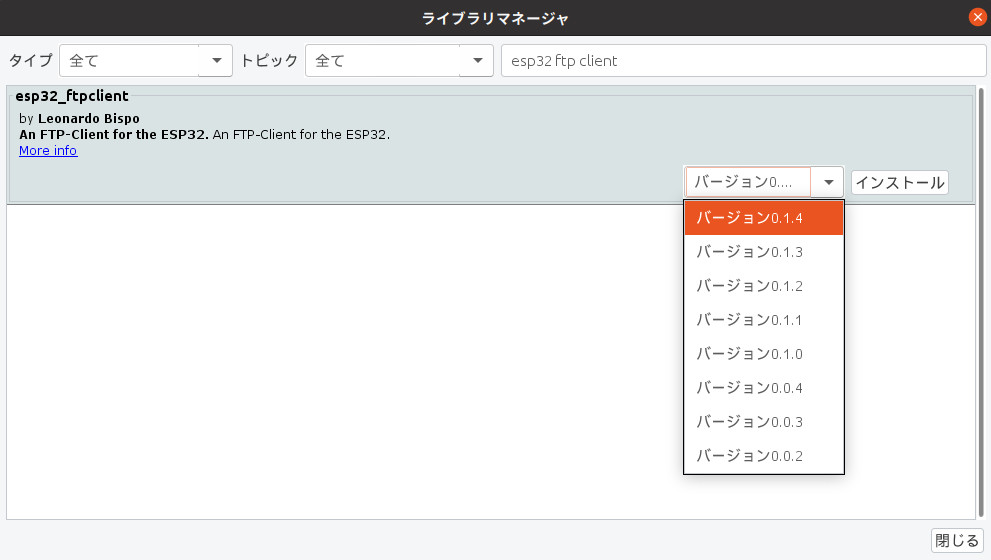 ライブラリマネージャ
タイプ 全て トピック 全て esp32 ftp client
esp32_ftpclient
by Leonardo Bispo
An FTP-Client for the ESP32. An FTP-Client for the ESP32.
More info
バージョン0.... インストール
バージョン0.1.4
バージョン0.1.3
バージョン0.1.2
バージョン0.1.1
バージョン0.1.0
バージョン0.0.4
バージョン0.0.3
バージョン0.0.2
閉じる